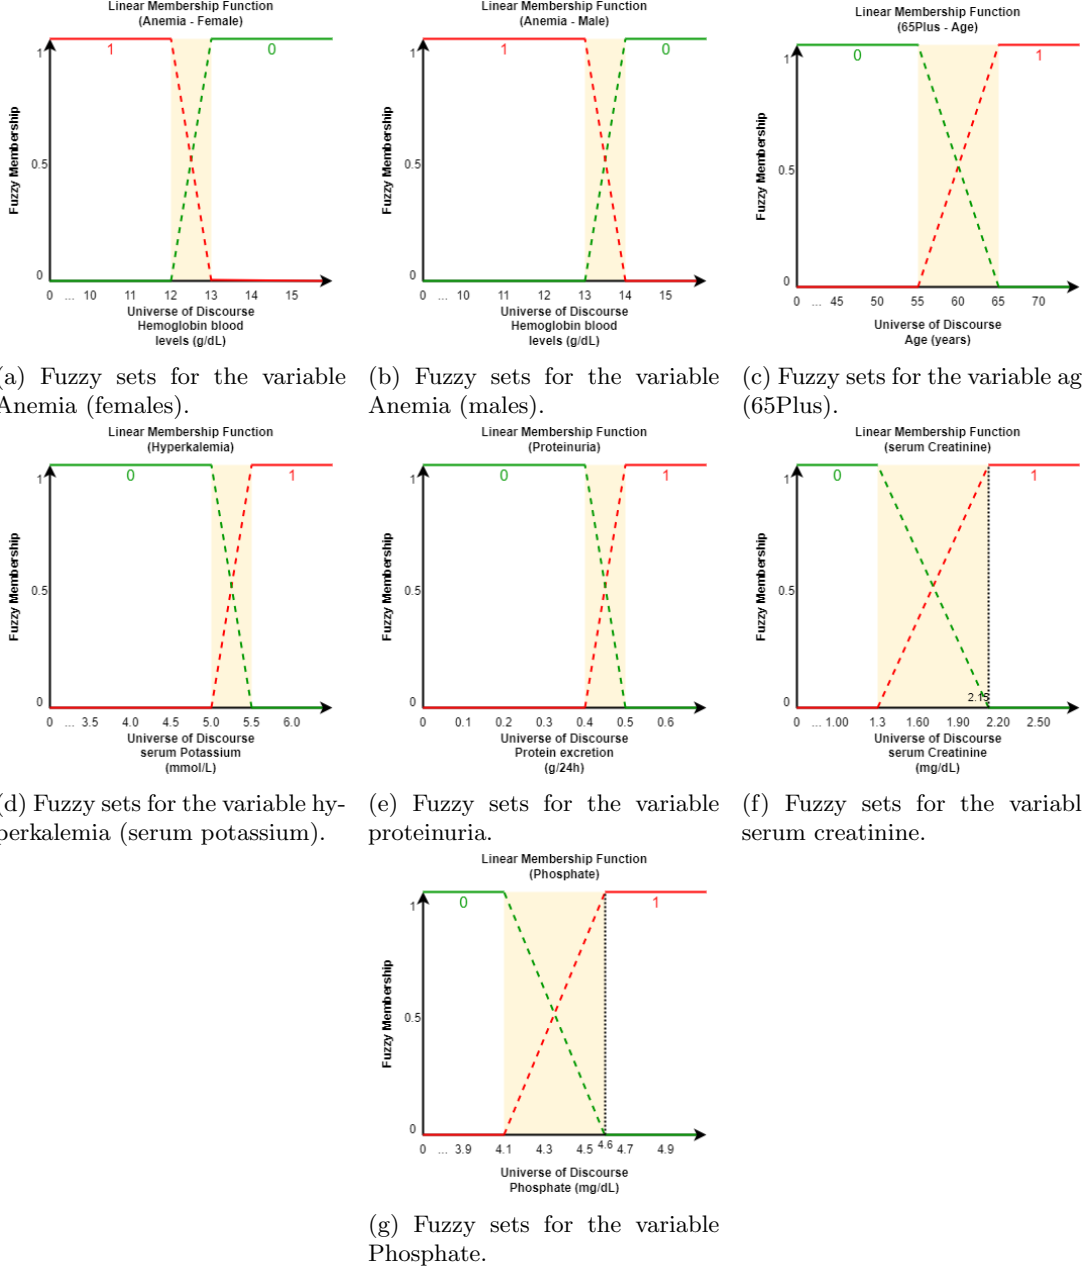 Linear Membership Function
(Anemia - Female)
1
0
1
0.5
0
Fuzzy Membership
0 ... 10 11 12 13 14 15
Universe of Discourse
Hemoglobin blood
levels (g/dL)
(a) Fuzzy sets for the variable
Anemia (females).
Linear Membership Function
(Anemia - Male)
1
0
1
0.5
0
Fuzzy Membership
0 ... 10 11 12 13 14 15
Universe of Discourse
Hemoglobin blood
levels (g/dL)
(b) Fuzzy sets for the variable
Anemia (males).
Linear Membership Function
(65Plus - Age)
0
1
1
0.5
0
Fuzzy Membership
0 ... 45 50 55 60 65 70
Universe of Discourse
Age (years)
(c) Fuzzy sets for the variable ag
(65Plus).
Linear Membership Function
(Hyperkalemia)
0
1
1
0.5
0
Fuzzy Membership
0 ... 3.5 4.0 4.5 5.0 5.5 6.0
Universe of Discourse
serum Potassium
(mmol/L)
(d) Fuzzy sets for the variable hy-
perkalemia (serum potassium).
Linear Membership Function
(Proteinuria)
0
1
1
0.5
0
Fuzzy Membership
0 0.1 0.2 0.3 0.4 0.5 0.6
Universe of Discourse
Protein excretion
(g/24h)
(e) Fuzzy sets for the variable
proteinuria.
Linear Membership Function
(serum Creatinine)
0
1
1
0.5
0
Fuzzy Membership
2.15
0 ... 1.00 1.3 1.60 1.90 2.20 2.50
Universe of Discourse
serum Creatinine
(mg/dL)
(f) Fuzzy sets for the variabl
serum creatinine.
Linear Membership Function
(Phosphate)
0
1
1
0.5
0
Fuzzy Membership
0 ... 3.9 4.1 4.3 4.5 4.6 4.7 4.9
Universe of Discourse
Phosphate (mg/dL)
(g) Fuzzy sets for the variable
Phosphate.